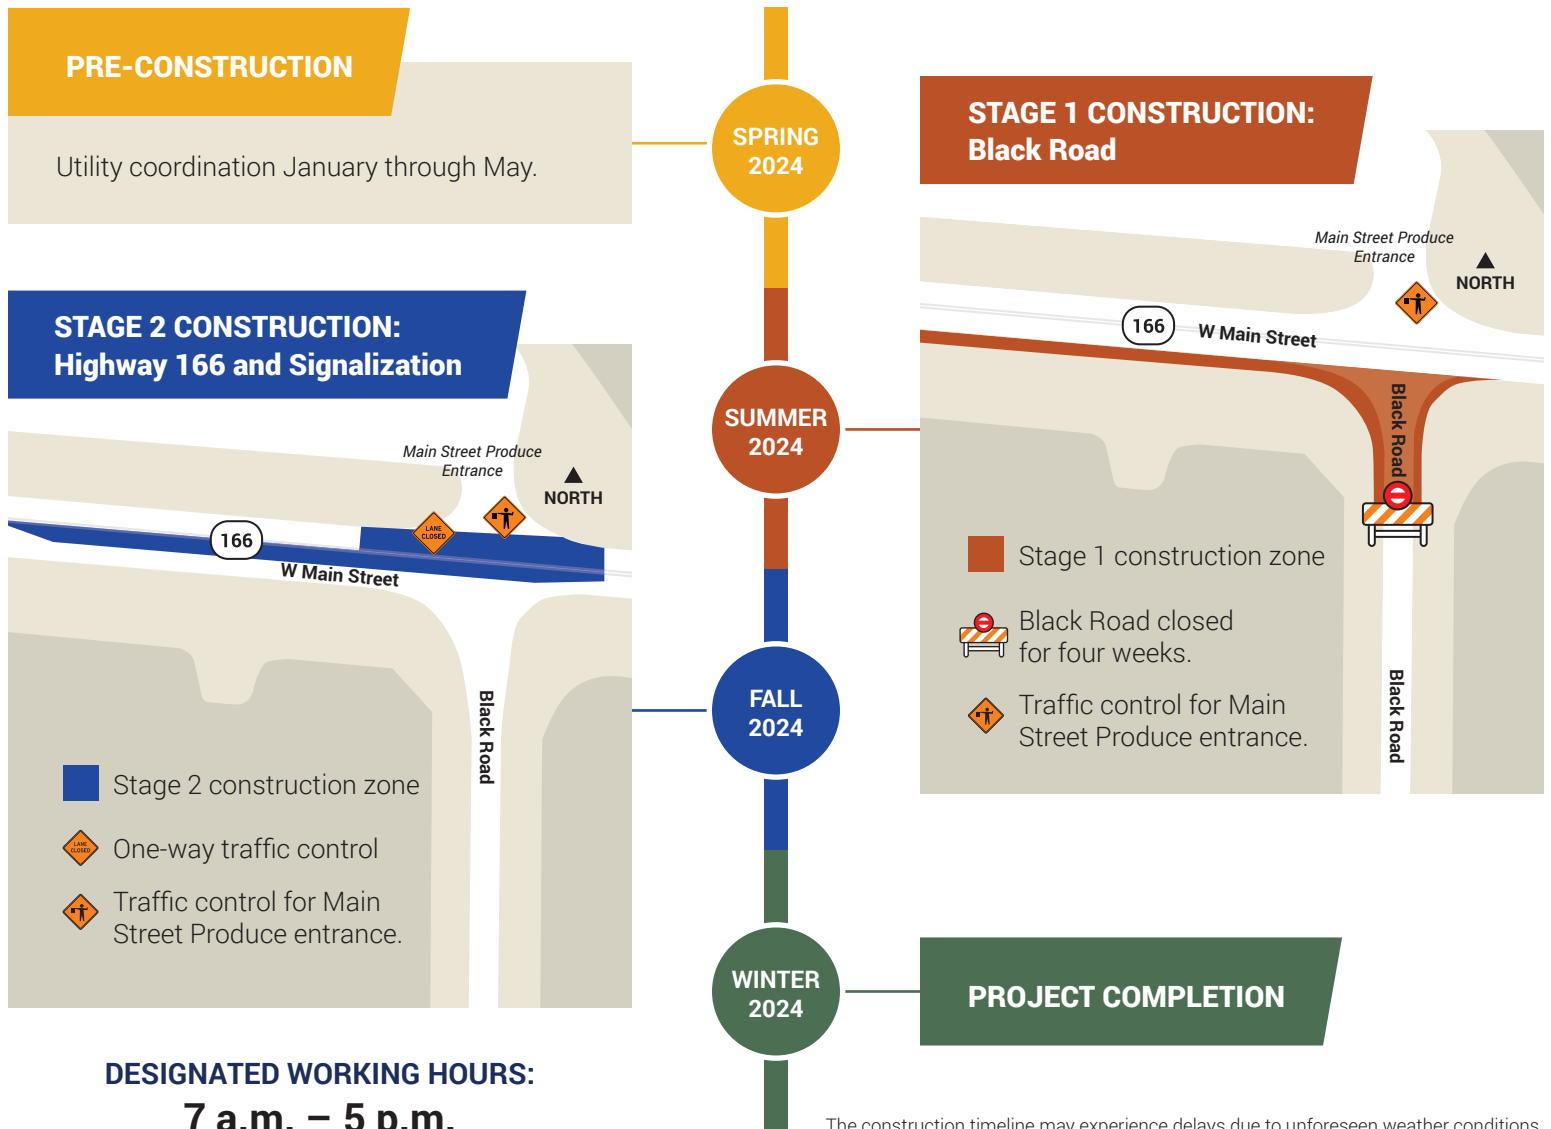 PRE-CONSTRUCTION
Utility coordination January through May.
SPRING
2024
STAGE 1 CONSTRUCTION:
Black Road
Main Street Produce
Entrance
NORTH
166
W Main Street
Black Road
Stage 1 construction zone
Black Road closed
for four weeks.
Traffic control for Main
Street Produce entrance.
Black Road
SUMMER
2024
STAGE 2 CONSTRUCTION:
Highway 166 and Signalization
Main Street Produce
Entrance
NORTH
LANE
CLOSED
166
W Main Street
Black Road
Stage 2 construction zone
LANE
CLOSED
One-way traffic control
Traffic control for Main
Street Produce entrance.
FALL
2024
WINTER
2024
PROJECT COMPLETION
DESIGNATED WORKING HOURS:
7 a.m. – 5 p.m.
The construction timeline may experience delays due to unforeseen weather conditions